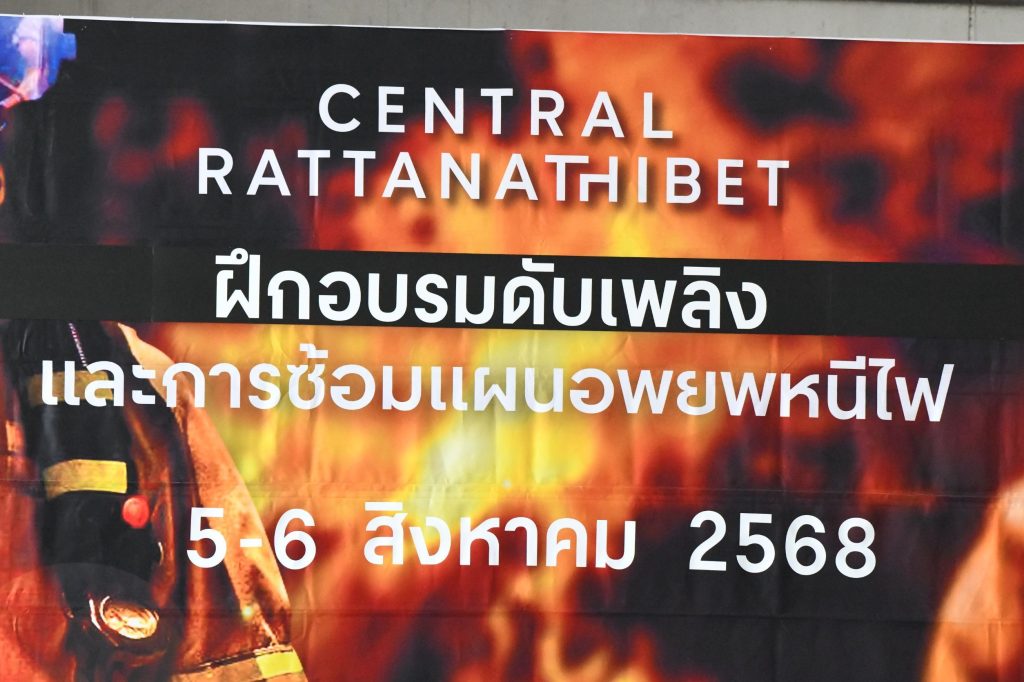 CENTRAL
RATTANATHIBET
ฝึกอบรมดับเพลิง
และการซ้อมแผนอพยพหนีไฟ
5-6 สิงหาคม 2568